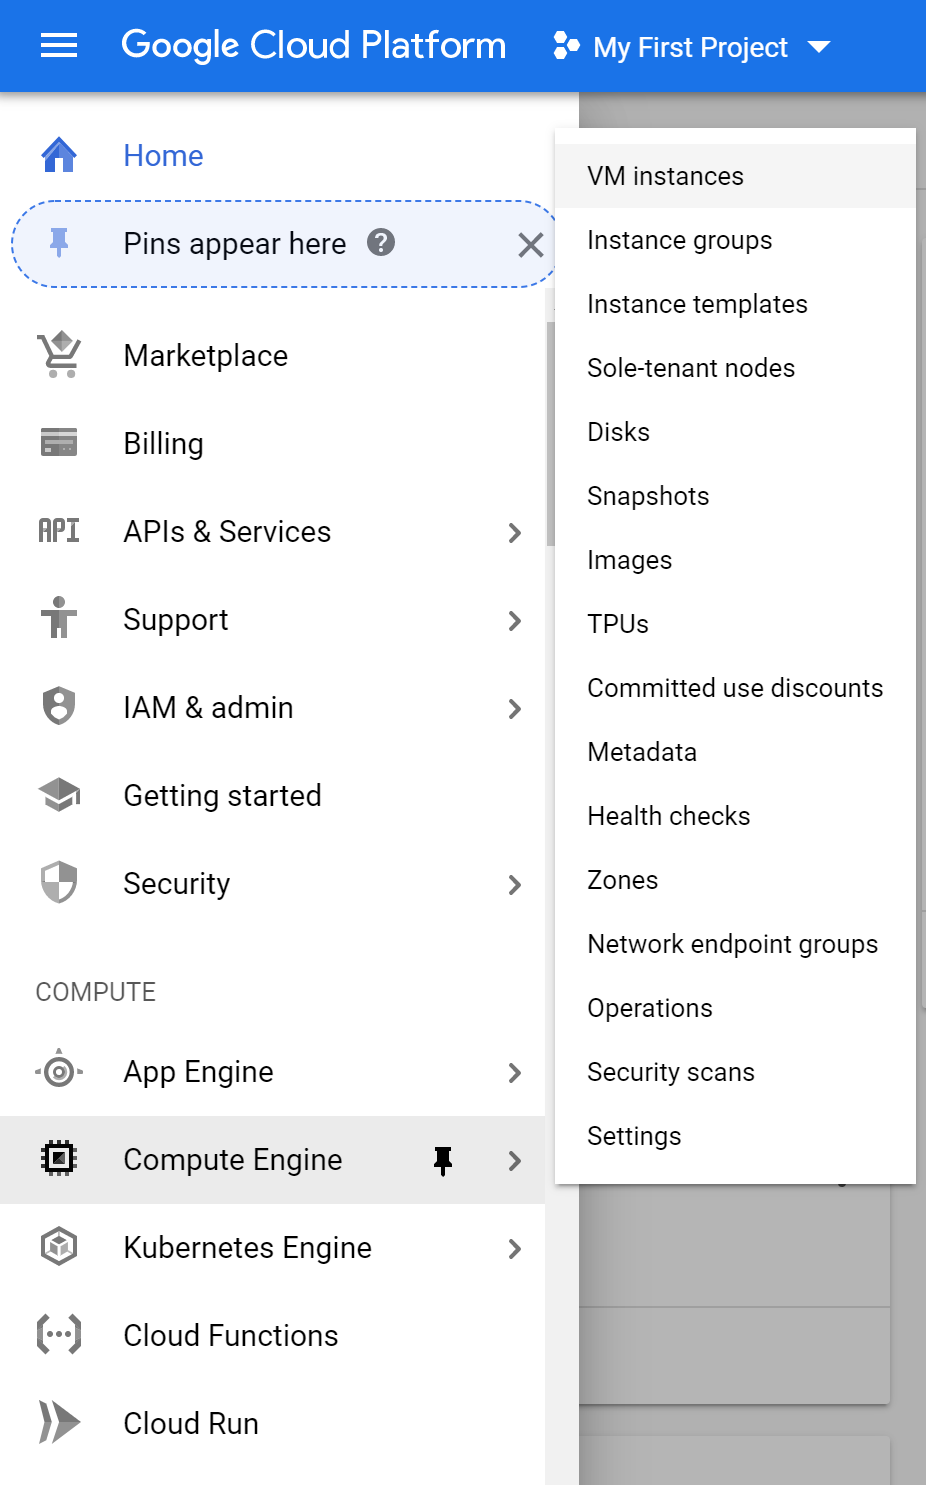 Google Cloud Platform My First Project
Home
Pins appear here ?
Marketplace
Billing
API APIs & Services
Support
IAM & admin
Getting started
Security
COMPUTE
App Engine
Compute Engine
Kubernetes Engine
Cloud Functions
Cloud Run
VM instances
Instance groups
Instance templates
Sole-tenant nodes
Disks
Snapshots
Images
TPUs
Committed use discounts
Metadata
Health checks
Zones
Network endpoint groups
Operations
Security scans
Settings